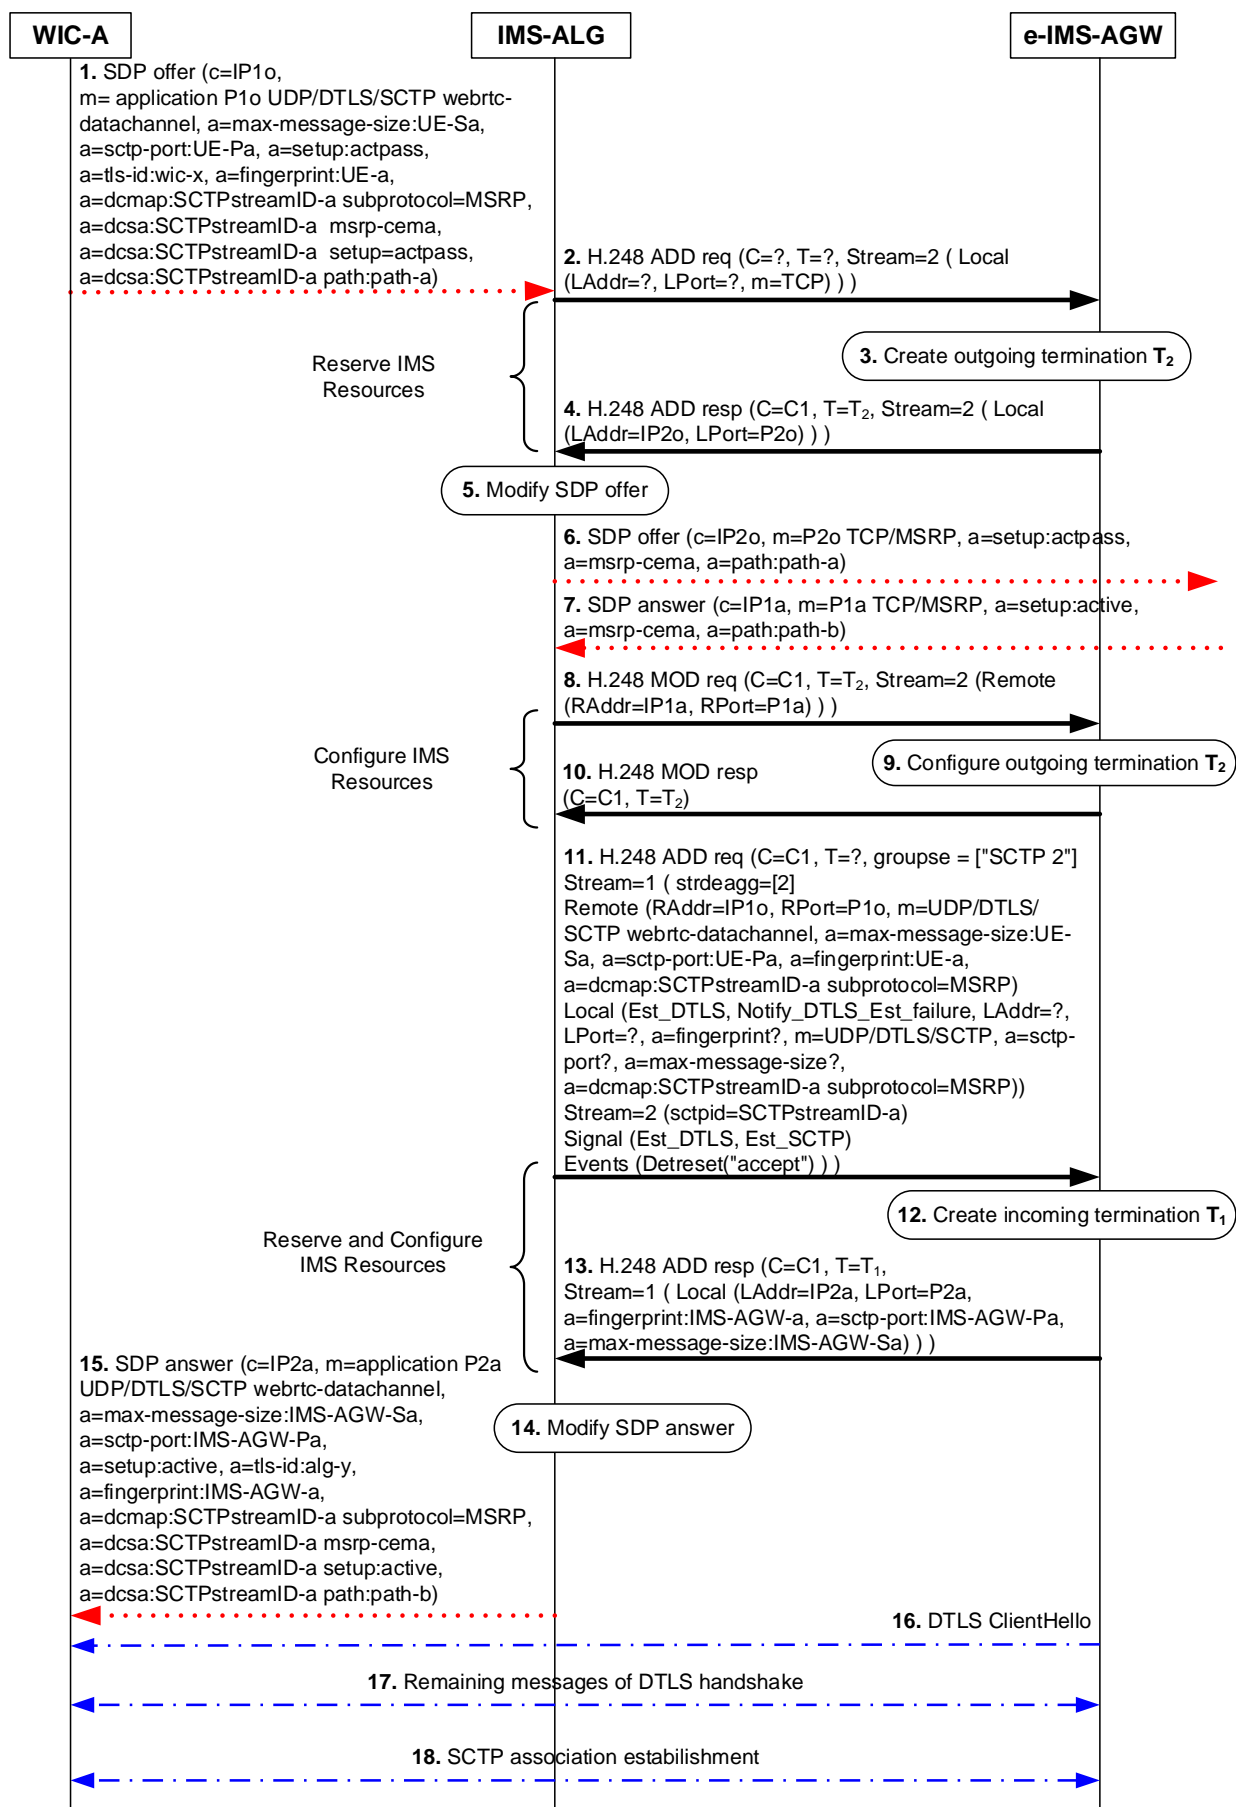 WIC-A
IMS-ALG
e-IMS-AGW
1. SDP offer (c=IP1o,
m= application P1o UDP/DTLS/SCTP webrtc-
datachannel, a=max-message-size:UE-Sa,
a=sctp-port:UE-Pa, a=setup:actpass,
a=tls-id:wic-x, a=fingerprint:UE-a,
a=dcmap:SCTPstreamID-a subprotocol=MSRP,
a=dcsa:SCTPstreamID-a  msrp-cema,
a=dcsa:SCTPstreamID-a  setup=actpass,
a=dcsa:SCTPstreamID-a path:path-a)
2. H.248 ADD req (C=?, T=?, Stream=2 ( Local
(LAddr=?, LPort=?, m=TCP) ) )
3. Create outgoing termination T2
Reserve IMS
Resources
4. H.248 ADD resp (C=C1, T=T2, Stream=2 ( Local
(LAddr=IP2o, LPort=P2o) ) )
5. Modify SDP offer
6. SDP offer (c=IP2o, m=P2o TCP/MSRP, a=setup:actpass,
a=msrp-cema, a=path:path-a)
7. SDP answer (c=IP1a, m=P1a TCP/MSRP, a=setup:active,
a=msrp-cema, a=path:path-b)
8. H.248 MOD req (C=C1, T=T2, Stream=2 (Remote
(RAddr=IP1a, RPort=P1a) ) )
Configure IMS
Resources
9. Configure outgoing termination T2
10. H.248 MOD resp
(C=C1, T=T2)
11. H.248 ADD req (C=C1, T=?, groupse = ["SCTP 2"]
Stream=1 ( strdeagg=[2]
Remote (RAddr=IP1o, RPort=P1o, m=UDP/DTLS/
SCTP webrtc-datachannel, a=max-message-size:UE-
Sa, a=sctp-port:UE-Pa, a=fingerprint:UE-a,
a=dcmap:SCTPstreamID-a subprotocol=MSRP)
Local (Est_DTLS, Notify_DTLS_Est_failure, LAddr=?,
LPort=?, a=fingerprint?, m=UDP/DTLS/SCTP, a=sctp-
port?, a=max-message-size?,
a=dcmap:SCTPstreamID-a subprotocol=MSRP))
Stream=2 (sctpid=SCTPstreamID-a)
Signal (Est_DTLS, Est_SCTP)
Events (Detreset("accept") ) )
12. Create incoming termination T1
Reserve and Configure
IMS Resources
13. H.248 ADD resp (C=C1, T=T1,
Stream=1 ( Local (LAddr=IP2a, LPort=P2a,
a=fingerprint:IMS-AGW-a, a=sctp-port:IMS-AGW-Pa,
a=max-message-size:IMS-AGW-Sa) ) )
14. Modify SDP answer
15. SDP answer (c=IP2a, m=application P2a
UDP/DTLS/SCTP webrtc-datachannel,
a=max-message-size:IMS-AGW-Sa,
a=sctp-port:IMS-AGW-Pa,
a=setup:active, a=tls-id:alg-y,
a=fingerprint:IMS-AGW-a,
a=dcmap:SCTPstreamID-a subprotocol=MSRP,
a=dcsa:SCTPstreamID-a msrp-cema,
a=dcsa:SCTPstreamID-a setup:active,
a=dcsa:SCTPstreamID-a path:path-b)
16. DTLS ClientHello
17. Remaining messages of DTLS handshake
18. SCTP association estabilishment